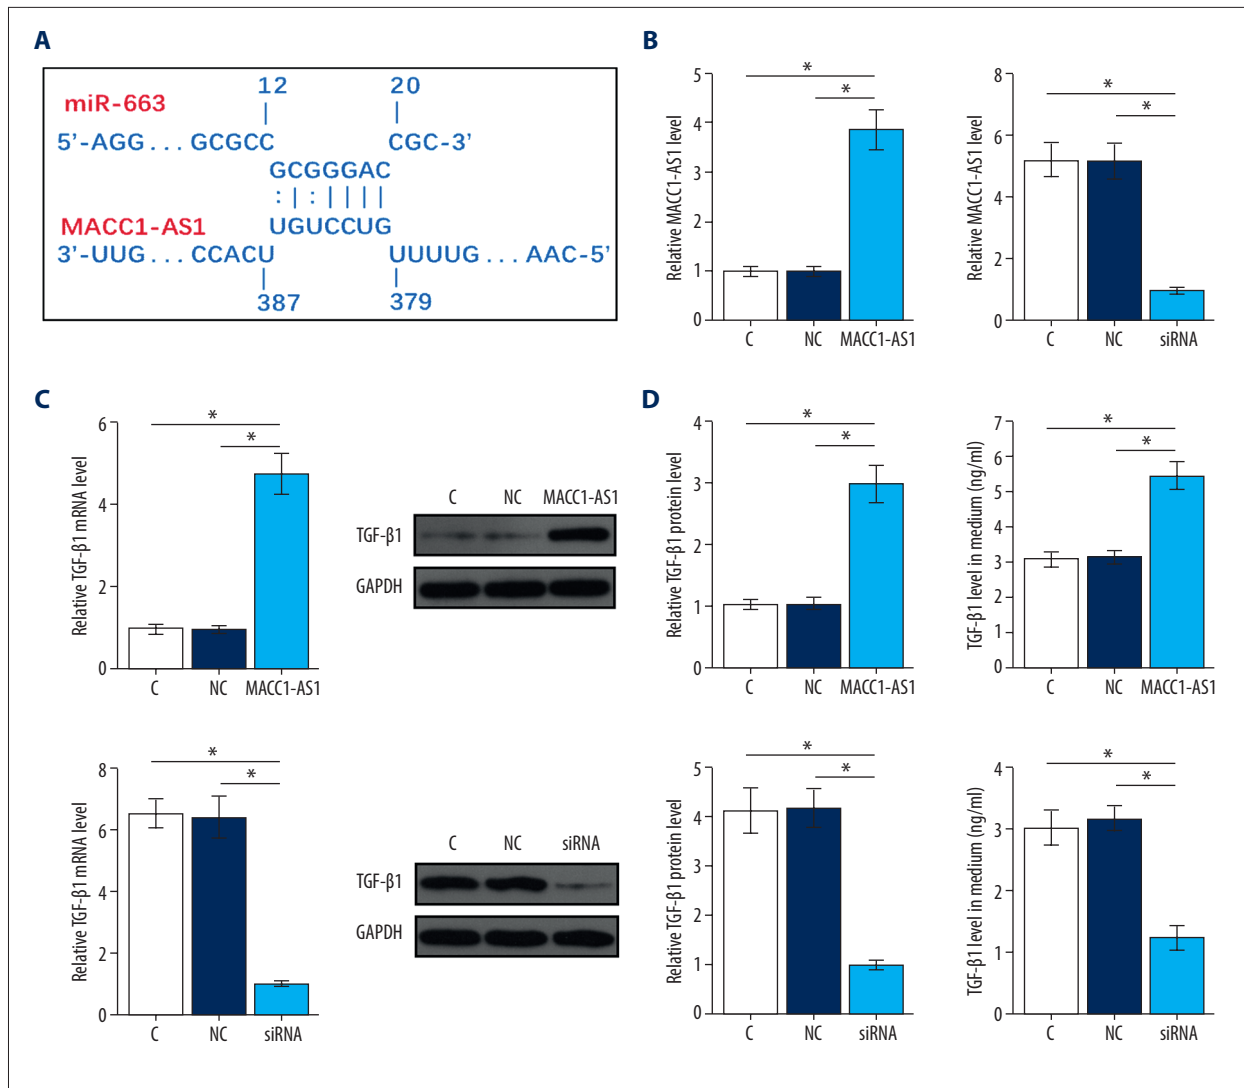 A
12 20
miR-663
5’-AGG...GCGCC CGC-3’
GCGGGAC
:|:||||
MACC1-AS1
UGUCCUG
3’-UUG...CCACU UUUUG...AAC-5’
387 379
B
Relative MACC1-AS1 level
5
4
3
2
1
0
*
*
C NC MACC1-AS1
Relative MACC1-AS1 level
8
6
4
2
0
*
*
C NC siRNA
C
Relative TGF-β1 mRNA level
6
4
2
0
*
*
C NC MACC1-AS1
C NC MACC1-AS1
TGF-β1
GAPDH
Relative TGF-β1 mRNA level
8
6
4
2
0
*
*
C NC siRNA
C NC siRNA
TGF-β1
GAPDH
D
Relative TGF-β1 protein level
4
3
2
1
0
*
*
C NC MACC1-AS1
TGF-β1 level in medium (ng/ml)
7
6
5
4
3
2
1
0
*
*
C NC MACC1-AS1
Relative TGF-β1 protein level
5
4
3
2
1
0
*
*
C NC siRNA
TGF-β1 level in medium (ng/ml)
4
3
2
1
0
*
*
C NC siRNA